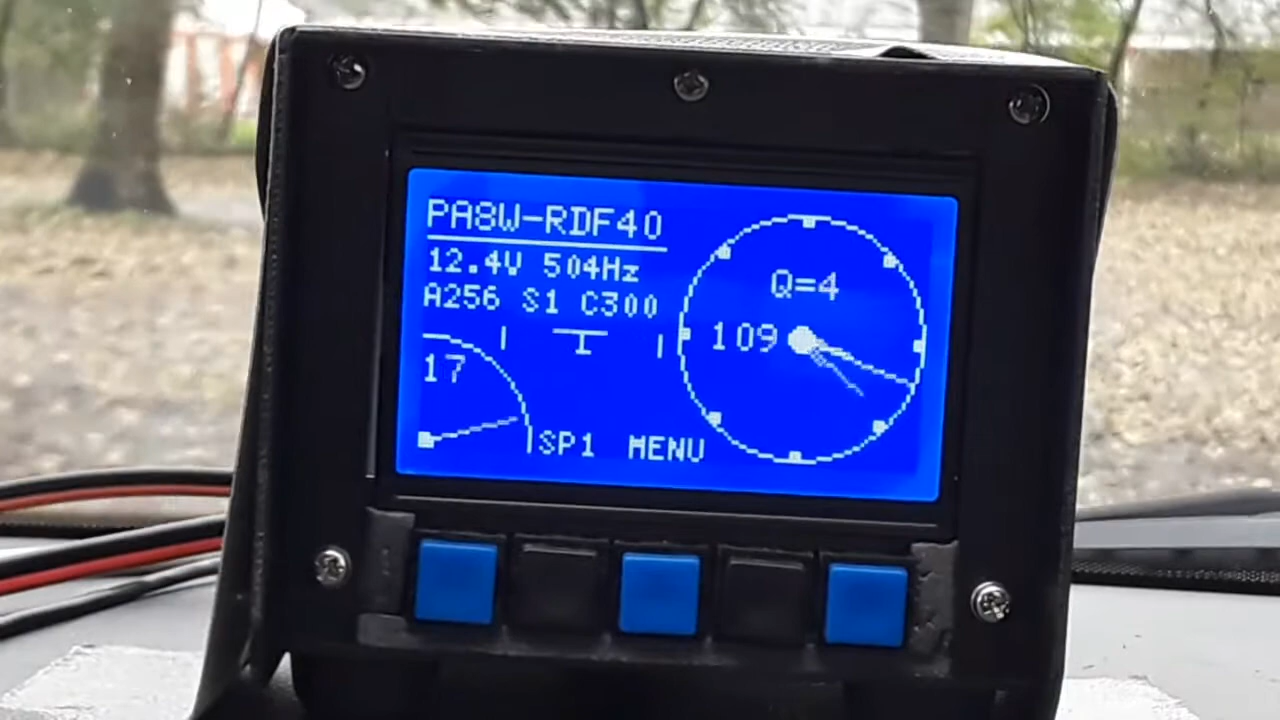 PA8W-RDF40
12.4V 504Hz
A256 S1 C300
Q=4
109
17
SP1 MENU